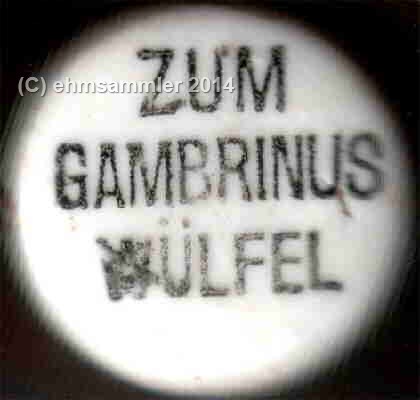 ZUM
(C) ehmsammler 2014
GAMBRINUS
WÜLFEL